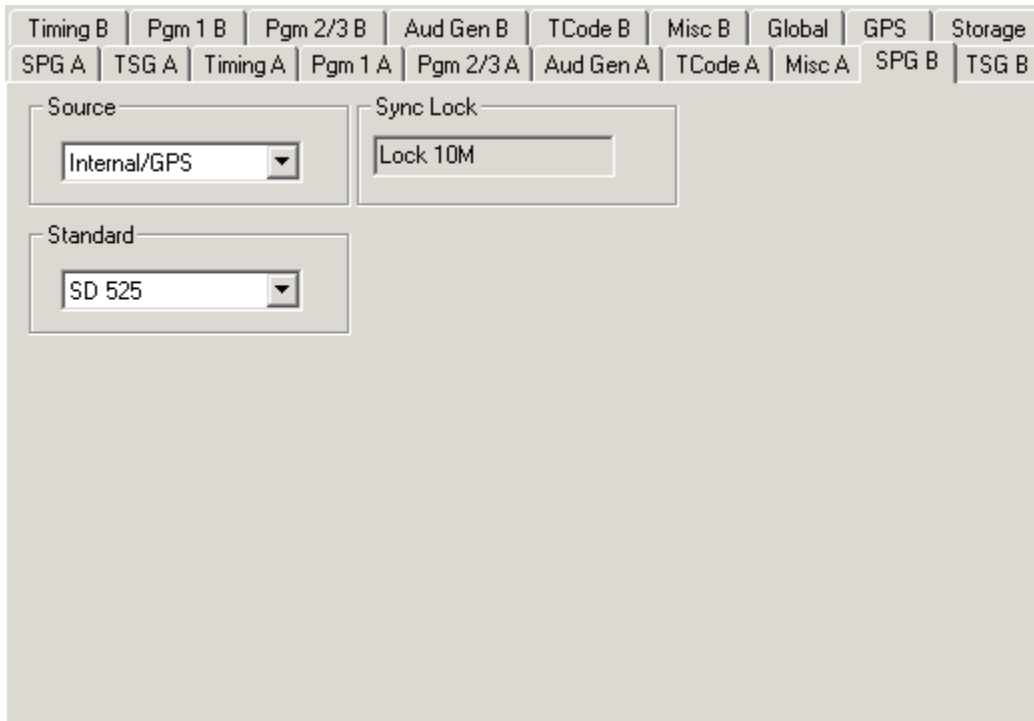 Timing B Pgm 1 B Pgm 2/3 B Aud Gen B TCode B Misc B Global GPS Storage
SPG A TSG A Timing A Pgm 1 A Pgm 2/3 A Aud Gen A TCode A Misc A SPG B TSG B
Source Sync Lock
Internal/GPS Lock 10M
Standard
SD 525